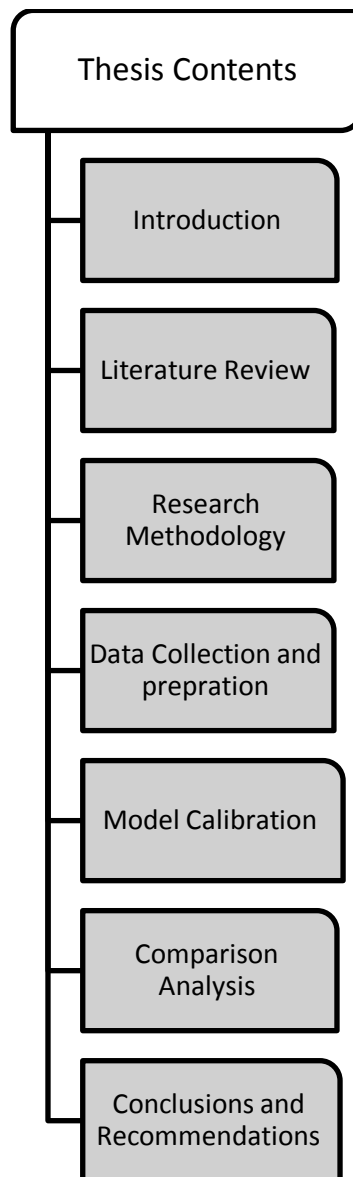 Thesis Contents
Introduction
Literature Review
Research
Methodology
Data Collection and
prepration
Model Calibration
Comparison
Analysis
Conclusions and
Recommendations